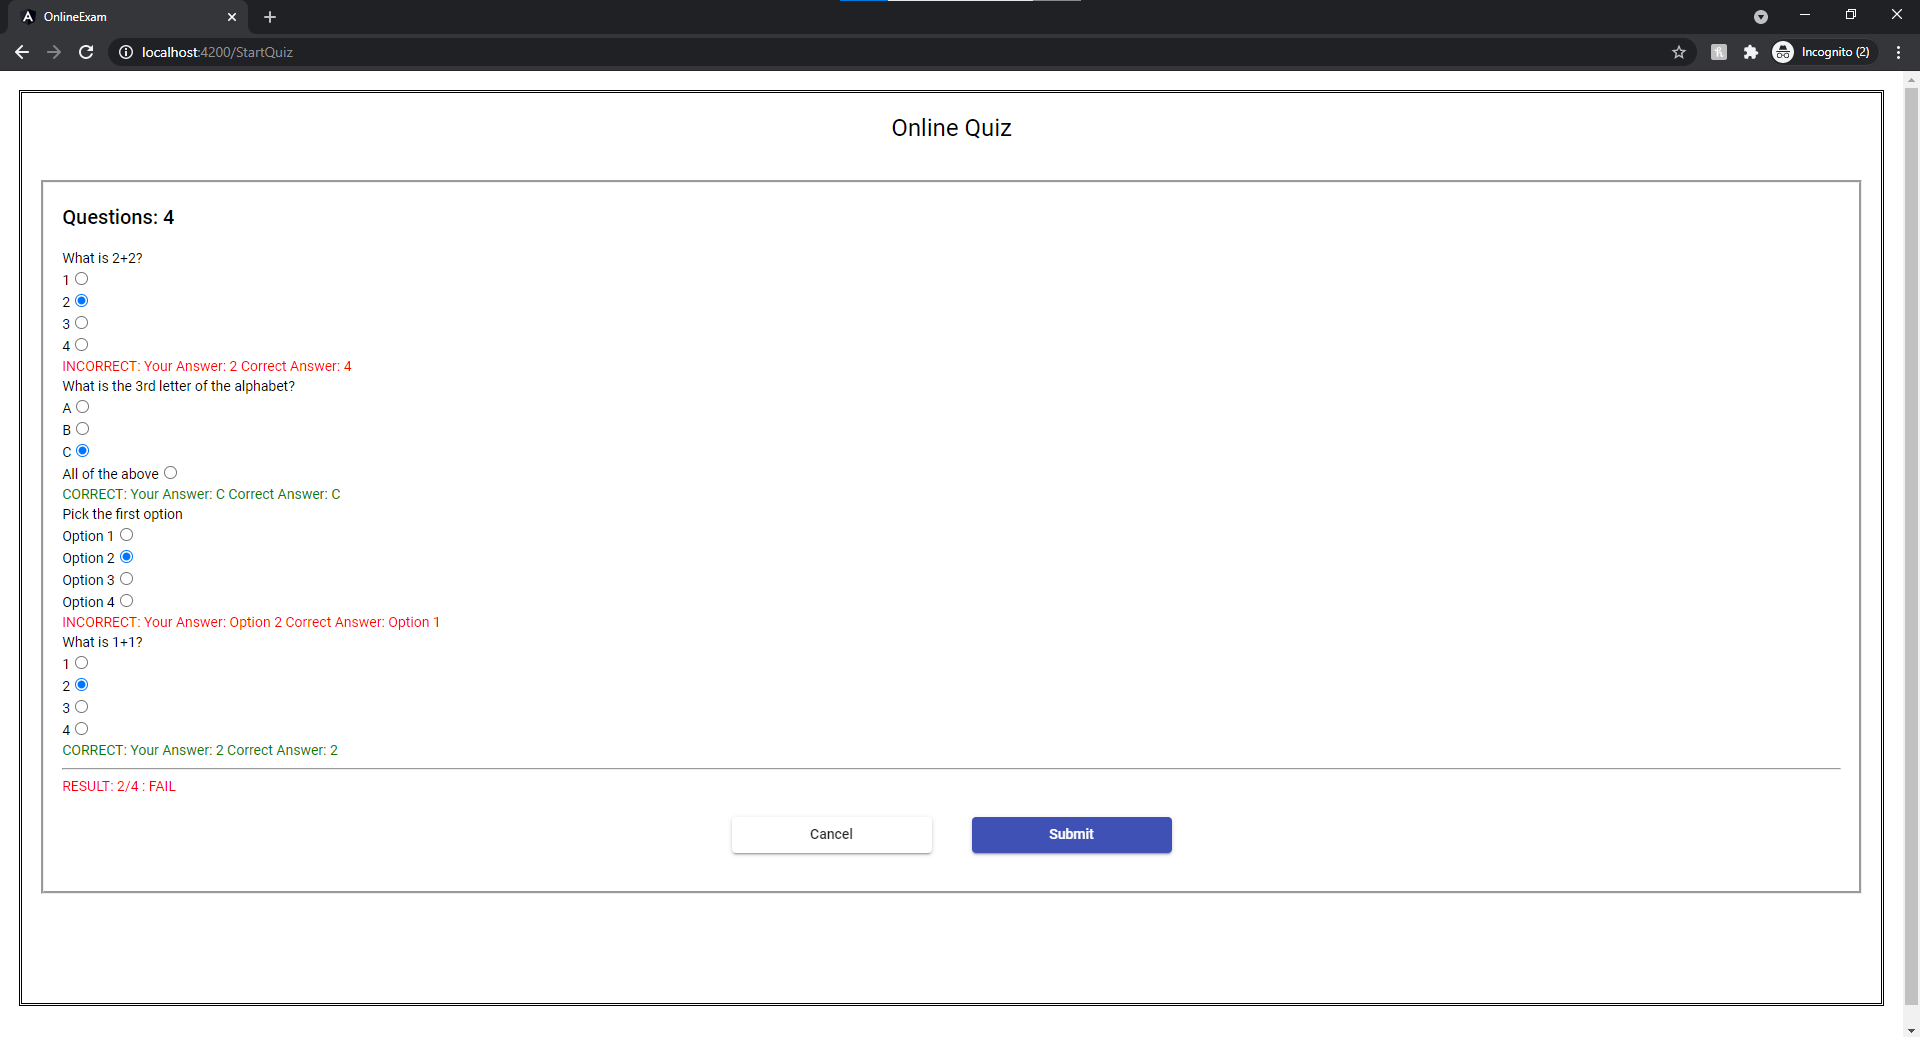 OnlineExam
localhost:4200/StartQuiz
Incognito (2)
Online Quiz
Questions: 4
What is 2+2?
1
2
3
4
INCORRECT: Your Answer: 2 Correct Answer: 4
What is the 3rd letter of the alphabet?
A
B
C
All of the above
CORRECT: Your Answer: C Correct Answer: C
Pick the first option
Option 1
Option 2
Option 3
Option 4
INCORRECT: Your Answer: Option 2 Correct Answer: Option 1
What is 1+1?
1
2
3
4
CORRECT: Your Answer: 2 Correct Answer: 2
RESULT: 2/4 : FAIL
Cancel
Submit